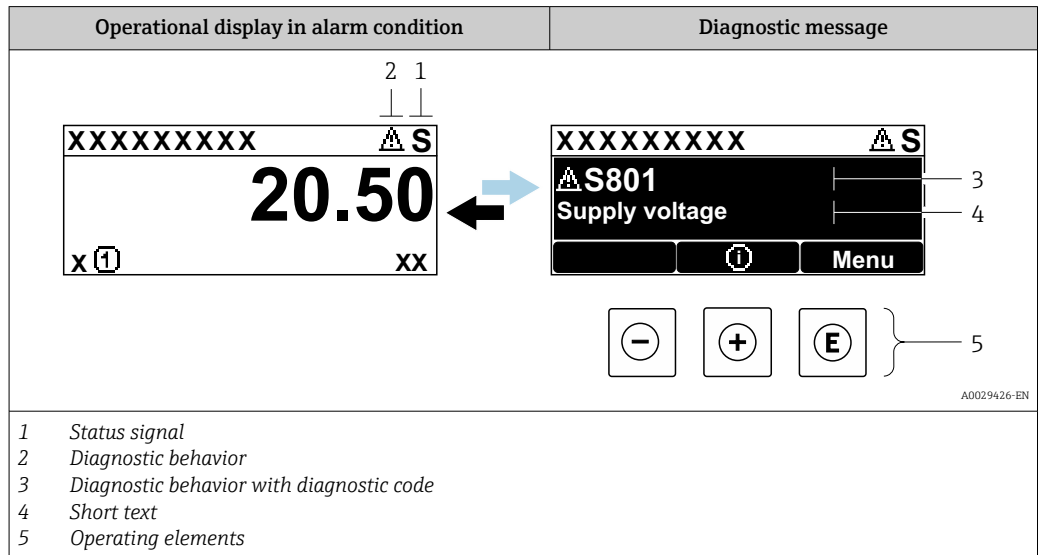 Operational display in alarm condition Diagnostic message
2 1
XXXXXXXXX S XXXXXXXXX S
20.50 S801 3
Supply voltage 4
X 1 XX i Menu
- + E 5
A0029426-EN
1 Status signal
2 Diagnostic behavior
3 Diagnostic behavior with diagnostic code
4 Short text
5 Operating elements